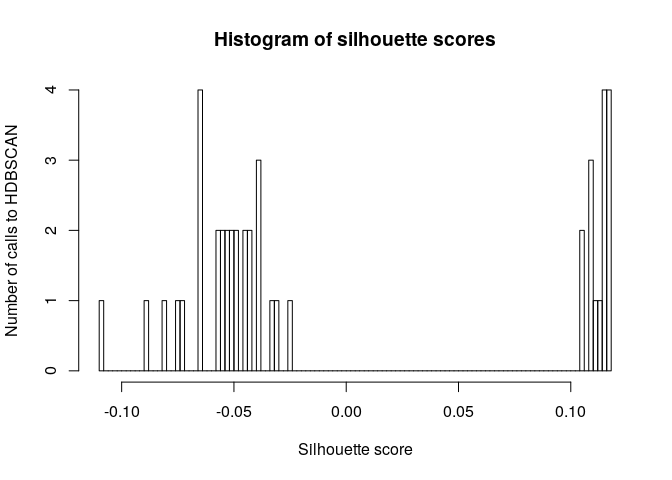 Histogram of silhouette scores
Number of calls to HDBSCAN
4
3
2
1
0
-0.10 -0.05 0.00 0.05 0.10
Silhouette score